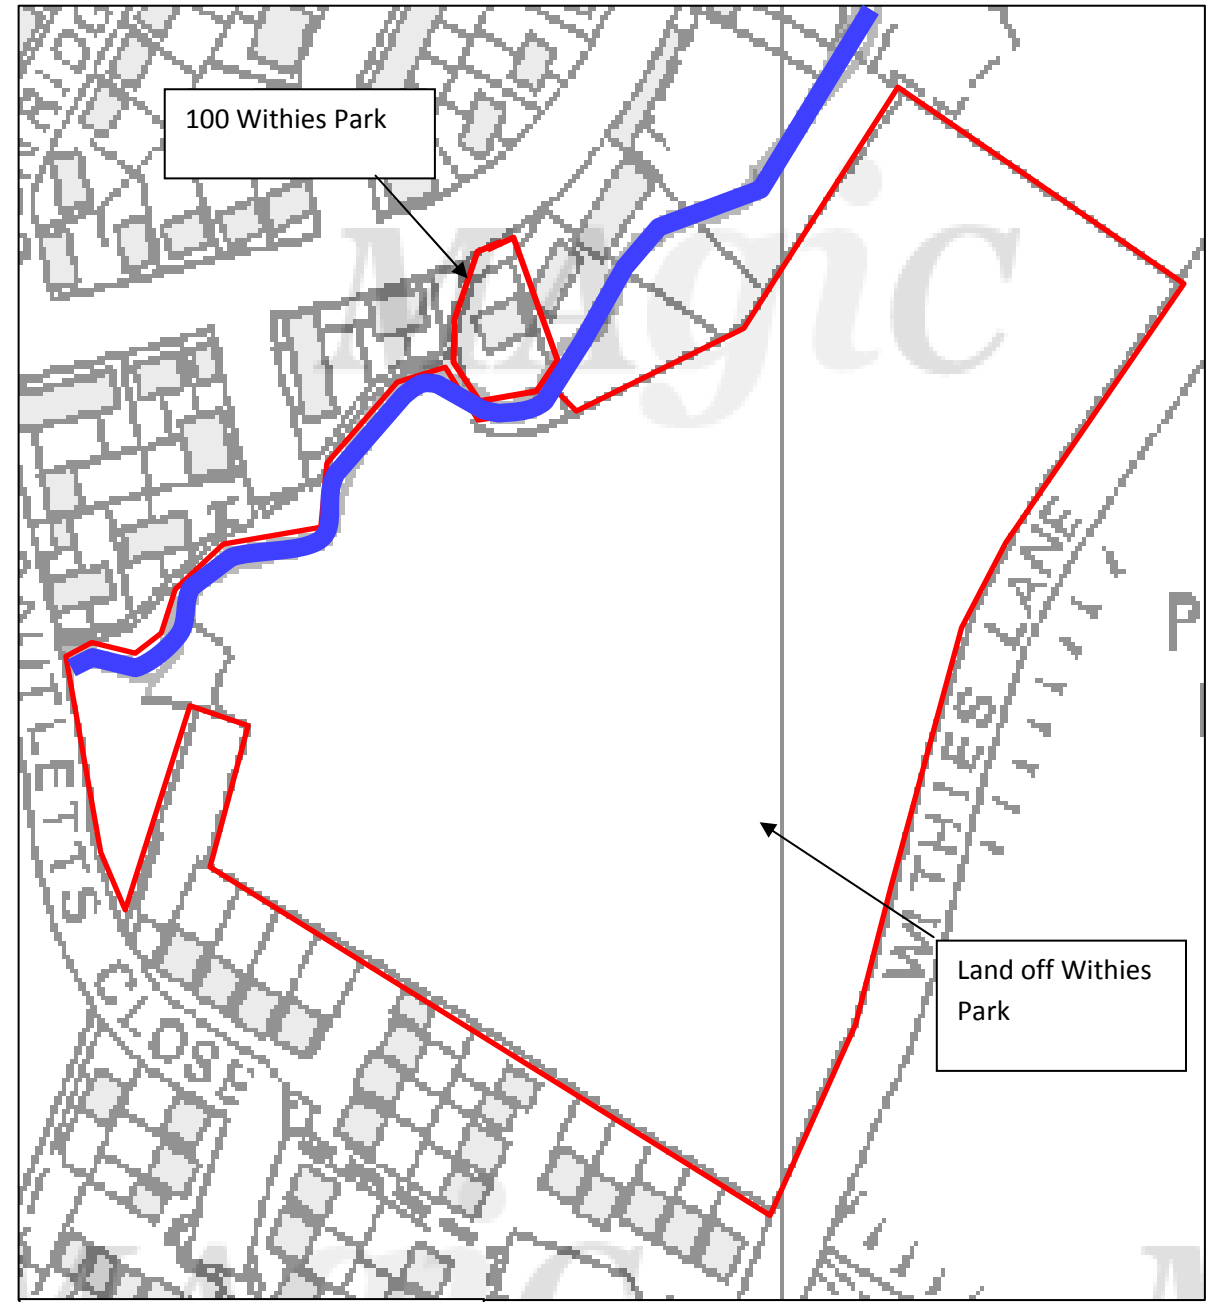 100 Withies Park
MAgic
WITHIES LANE
P
LETTS
CLOSE
Land off Withies
Park